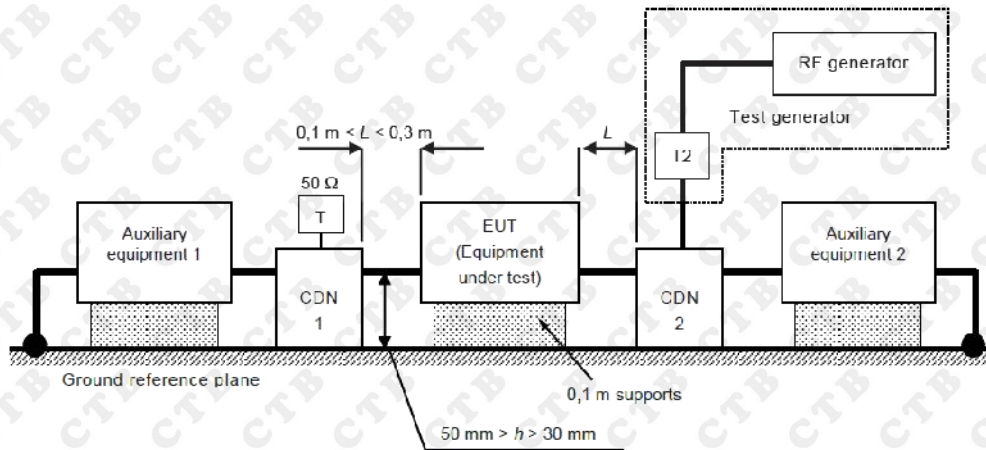 RF generator
Test generator
0,1 m < L < 0,3 m
L
T2
50 Ω
T
Auxiliary
equipment 1
EUT
(Equipment
under test)
Auxiliary
equipment 2
CDN
1
CDN
2
Ground reference plane
0,1 m supports
50 mm > h > 30 mm
CTB